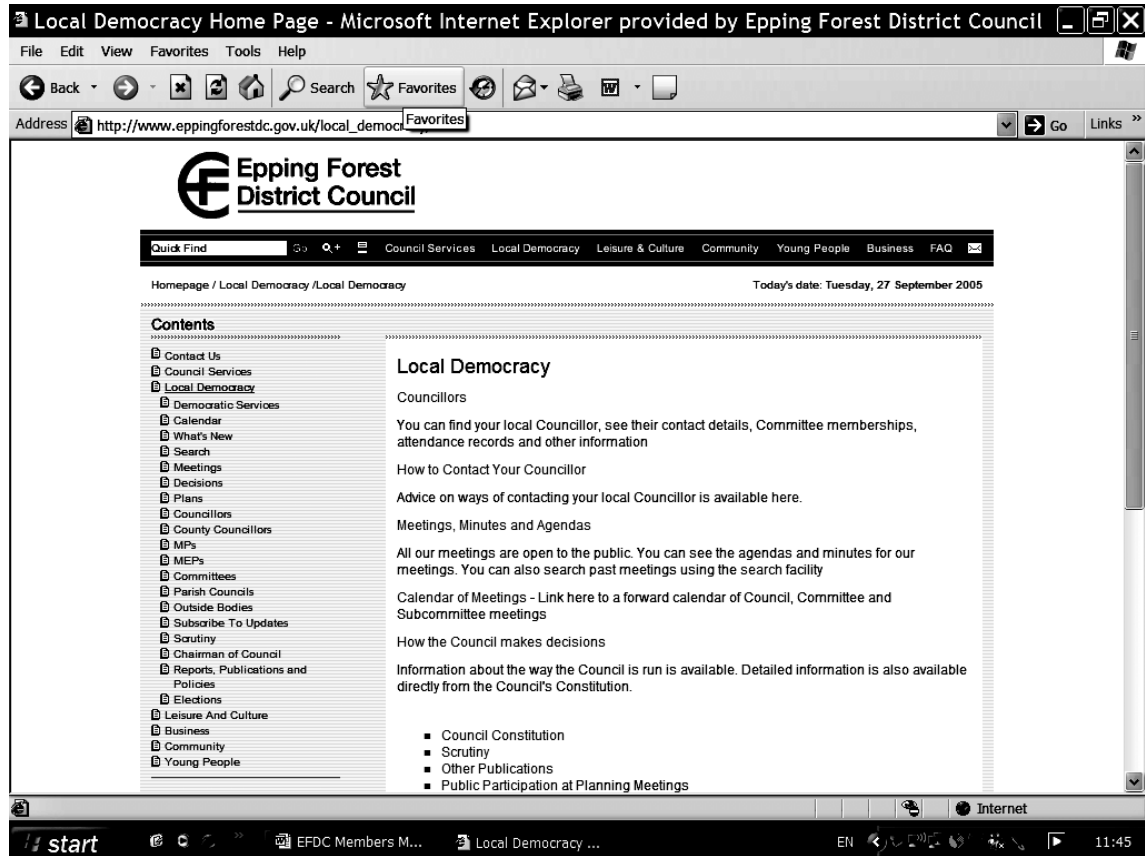 Local Democracy Home Page - Microsoft Internet Explorer provided by Epping Forest District Council
File Edit View Favorites Tools Help
Back Search Favorites
Address http://www.eppingforestdc.gov.uk/local_democr Favorites Go Links »
Epping Forest
District Council
Quick Find Go Council Services Local Democracy Leisure & Culture Community Young People Business FAQ
Homepage / Local Democracy /Local Democracy Today's date: Tuesday, 27 September 2005
Contents
Contact Us
Council Services
Local Democracy
Democratic Services
Calendar
What's New
Search
Meetings
Decisions
Plans
Councillors
County Councillors
MPs
MEPs
Committees
Parish Councils
Outside Bodies
Subscribe To Updates
Scrutiny
Chairman of Council
Reports, Publications and
Policies
Elections
Leisure And Culture
Business
Community
Young People
Local Democracy
Councillors
You can find your local Councillor, see their contact details, Committee memberships,
attendance records and other information
How to Contact Your Councillor
Advice on ways of contacting your local Councillor is available here.
Meetings, Minutes and Agendas
All our meetings are open to the public. You can see the agendas and minutes for our
meetings. You can also search past meetings using the search facility
Calendar of Meetings - Link here to a forward calendar of Council, Committee and
Subcommittee meetings
How the Council makes decisions
Information about the way the Council is run is available. Detailed information is also available
directly from the Council's Constitution.
Council Constitution
Scrutiny
Other Publications
Public Participation at Planning Meetings
Internet
start EFDC Members M... Local Democracy ... EN 11:45